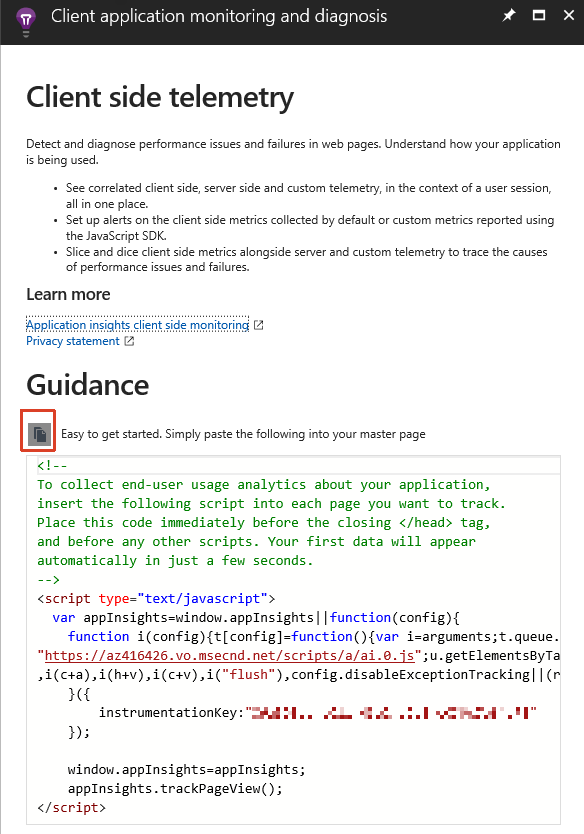 Client application monitoring and diagnosis
Client side telemetry
Detect and diagnose performance issues and failures in web pages. Understand how your application
is being used.
• See correlated client side, server side and custom telemetry, in the context of a user session,
all in one place.
• Set up alerts on the client side metrics collected by default or custom metrics reported using
the JavaScript SDK.
• Slice and dice client side metrics alongside server and custom telemetry to trace the causes
of performance issues and failures.
Learn more
Application insights client side monitoring
Privacy statement
Guidance
Easy to get started. Simply paste the following into your master page
<!--
To collect end-user usage analytics about your application,
insert the following script into each page you want to track.
Place this code immediately before the closing </head> tag,
and before any other scripts. Your first data will appear
automatically in just a few seconds.
-->
<script type="text/javascript">
var appInsights=window.appInsights||function(config){
function i(config){t[config]=function(){var i=arguments;t.queue.
"https://az416426.vo.msecnd.net/scripts/a/ai.0.js";u.getElementsByTa
,i(c+a),i(h+v),i(c+v),i("flush"),config.disableExceptionTracking||(r
}({
instrumentationKey:""
});
window.appInsights=appInsights;
appInsights.trackPageView();
</script>